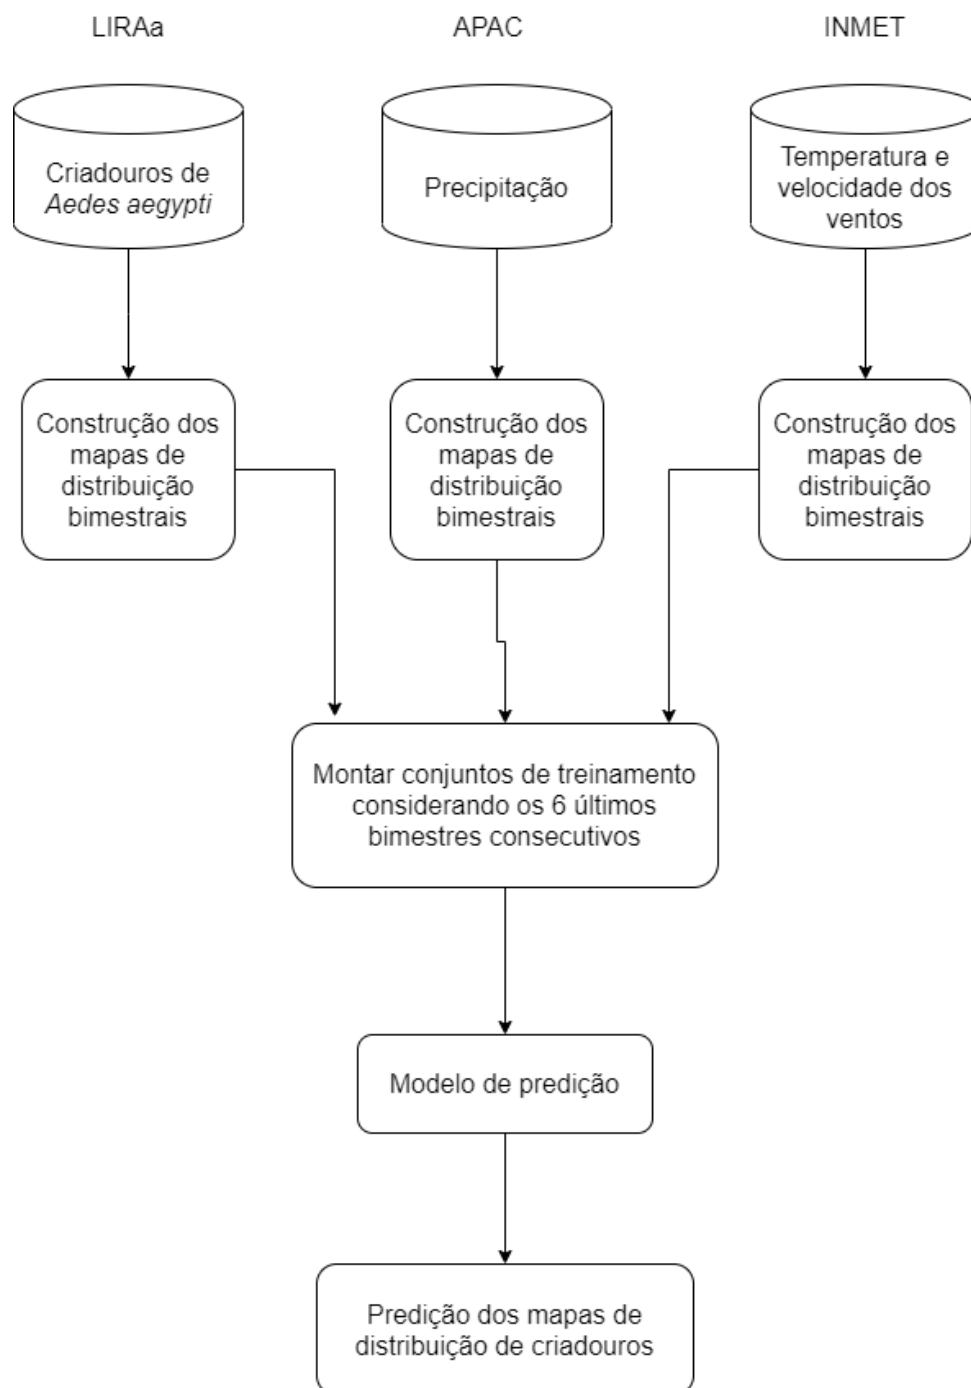 LIRAa
APAC
INMET
Criadouros de
Aedes aegypti
Precipitação
Temperatura e
velocidade dos
ventos
Construção dos
mapas de
distribuição
bimestrais
Construção dos
mapas de
distribuição
bimestrais
Construção dos
mapas de
distribuição
bimestrais
Montar conjuntos de treinamento
considerando os 6 últimos
bimestres consecutivos
Modelo de predição
Predição dos mapas de
distribuição de criadouros